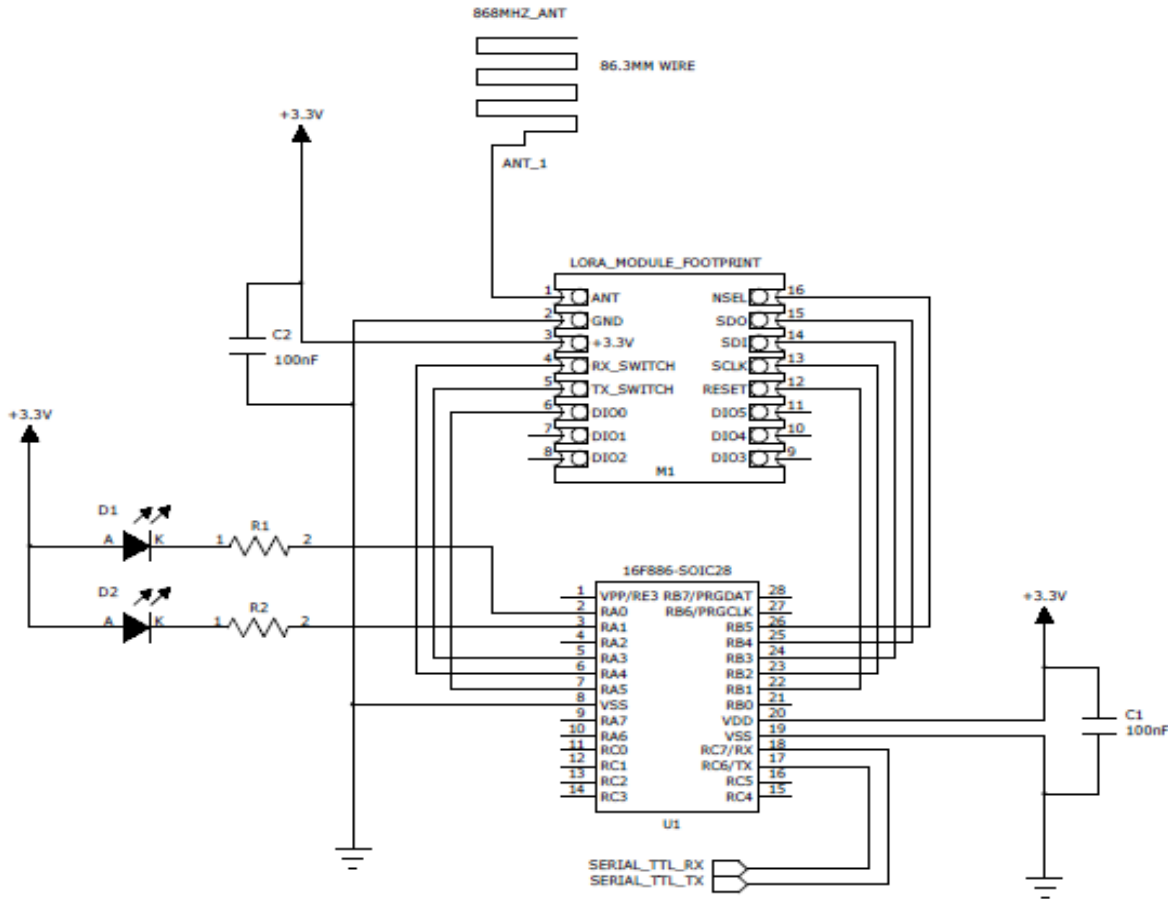 868MHZ_ANT
86.3MM WIRE
+3.3V
ANT_1
LORA_MODULE_FOOTPRINT
1 ANT NSEL 16
2 GND SDO 15
3 +3.3V SDI 14
4 RX_SWITCH SCLK 13
5 TX_SWITCH RESET 12
6 DIO0 DIO5 11
7 DIO1 DIO4 10
8 DIO2 DIO3 9
M1
C2
100nF
+3.3V
D1
A K
1 R1 2
D2
A K
1 R2 2
16F886-SOIC28
1 VPP/RE3 RB7/PRGDAT 28
2 RA0 RB6/PRGCLK 27
3 RA1 RB5 26
4 RA2 RB4 25
5 RA3 RB3 24
6 RA4 RB2 23
7 RA5 RB1 22
8 VSS RB0 21
9 RA7 VDD 20
10 RA6 VSS 19
11 RC0 RC7/RX 18
12 RC1 RC6/TX 17
13 RC2 RC5 16
14 RC3 RC4 15
U1
+3.3V
C1
100nF
SERIAL_TTL_RX
SERIAL_TTL_TX